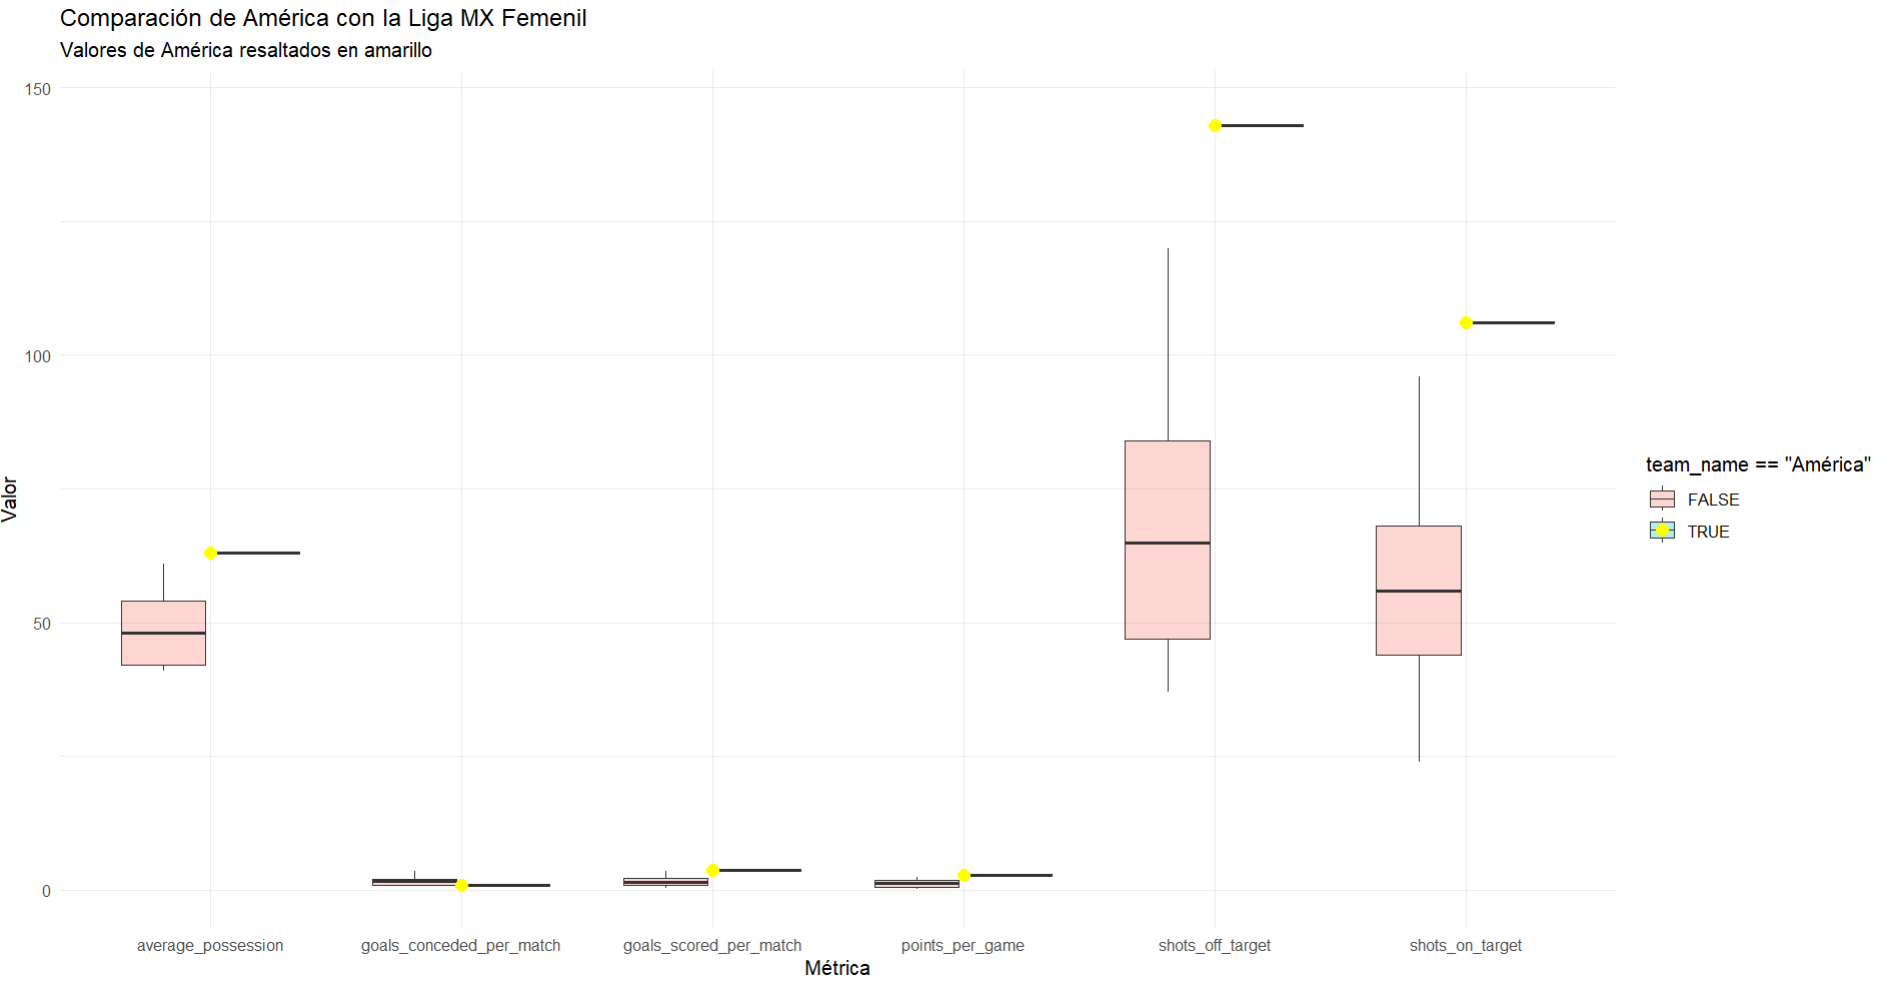 Comparación de América con la Liga MX Femenil
Valores de América resaltados en amarillo
150
100
50
0
Valor
average_possession
goals_conceded_per_match
goals_scored_per_match
points_per_game
shots_off_target
shots_on_target
Métrica
team_name == "América"
FALSE
TRUE